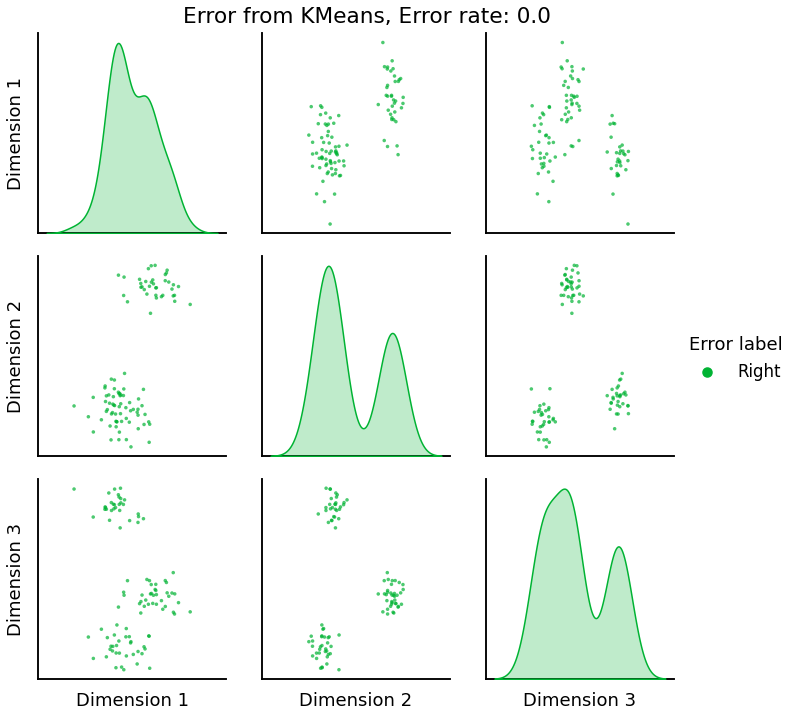 Error from KMeans, Error rate: 0.0
Dimension 1
Dimension 2
Dimension 3
Error label
Right
Dimension 1
Dimension 2
Dimension 3